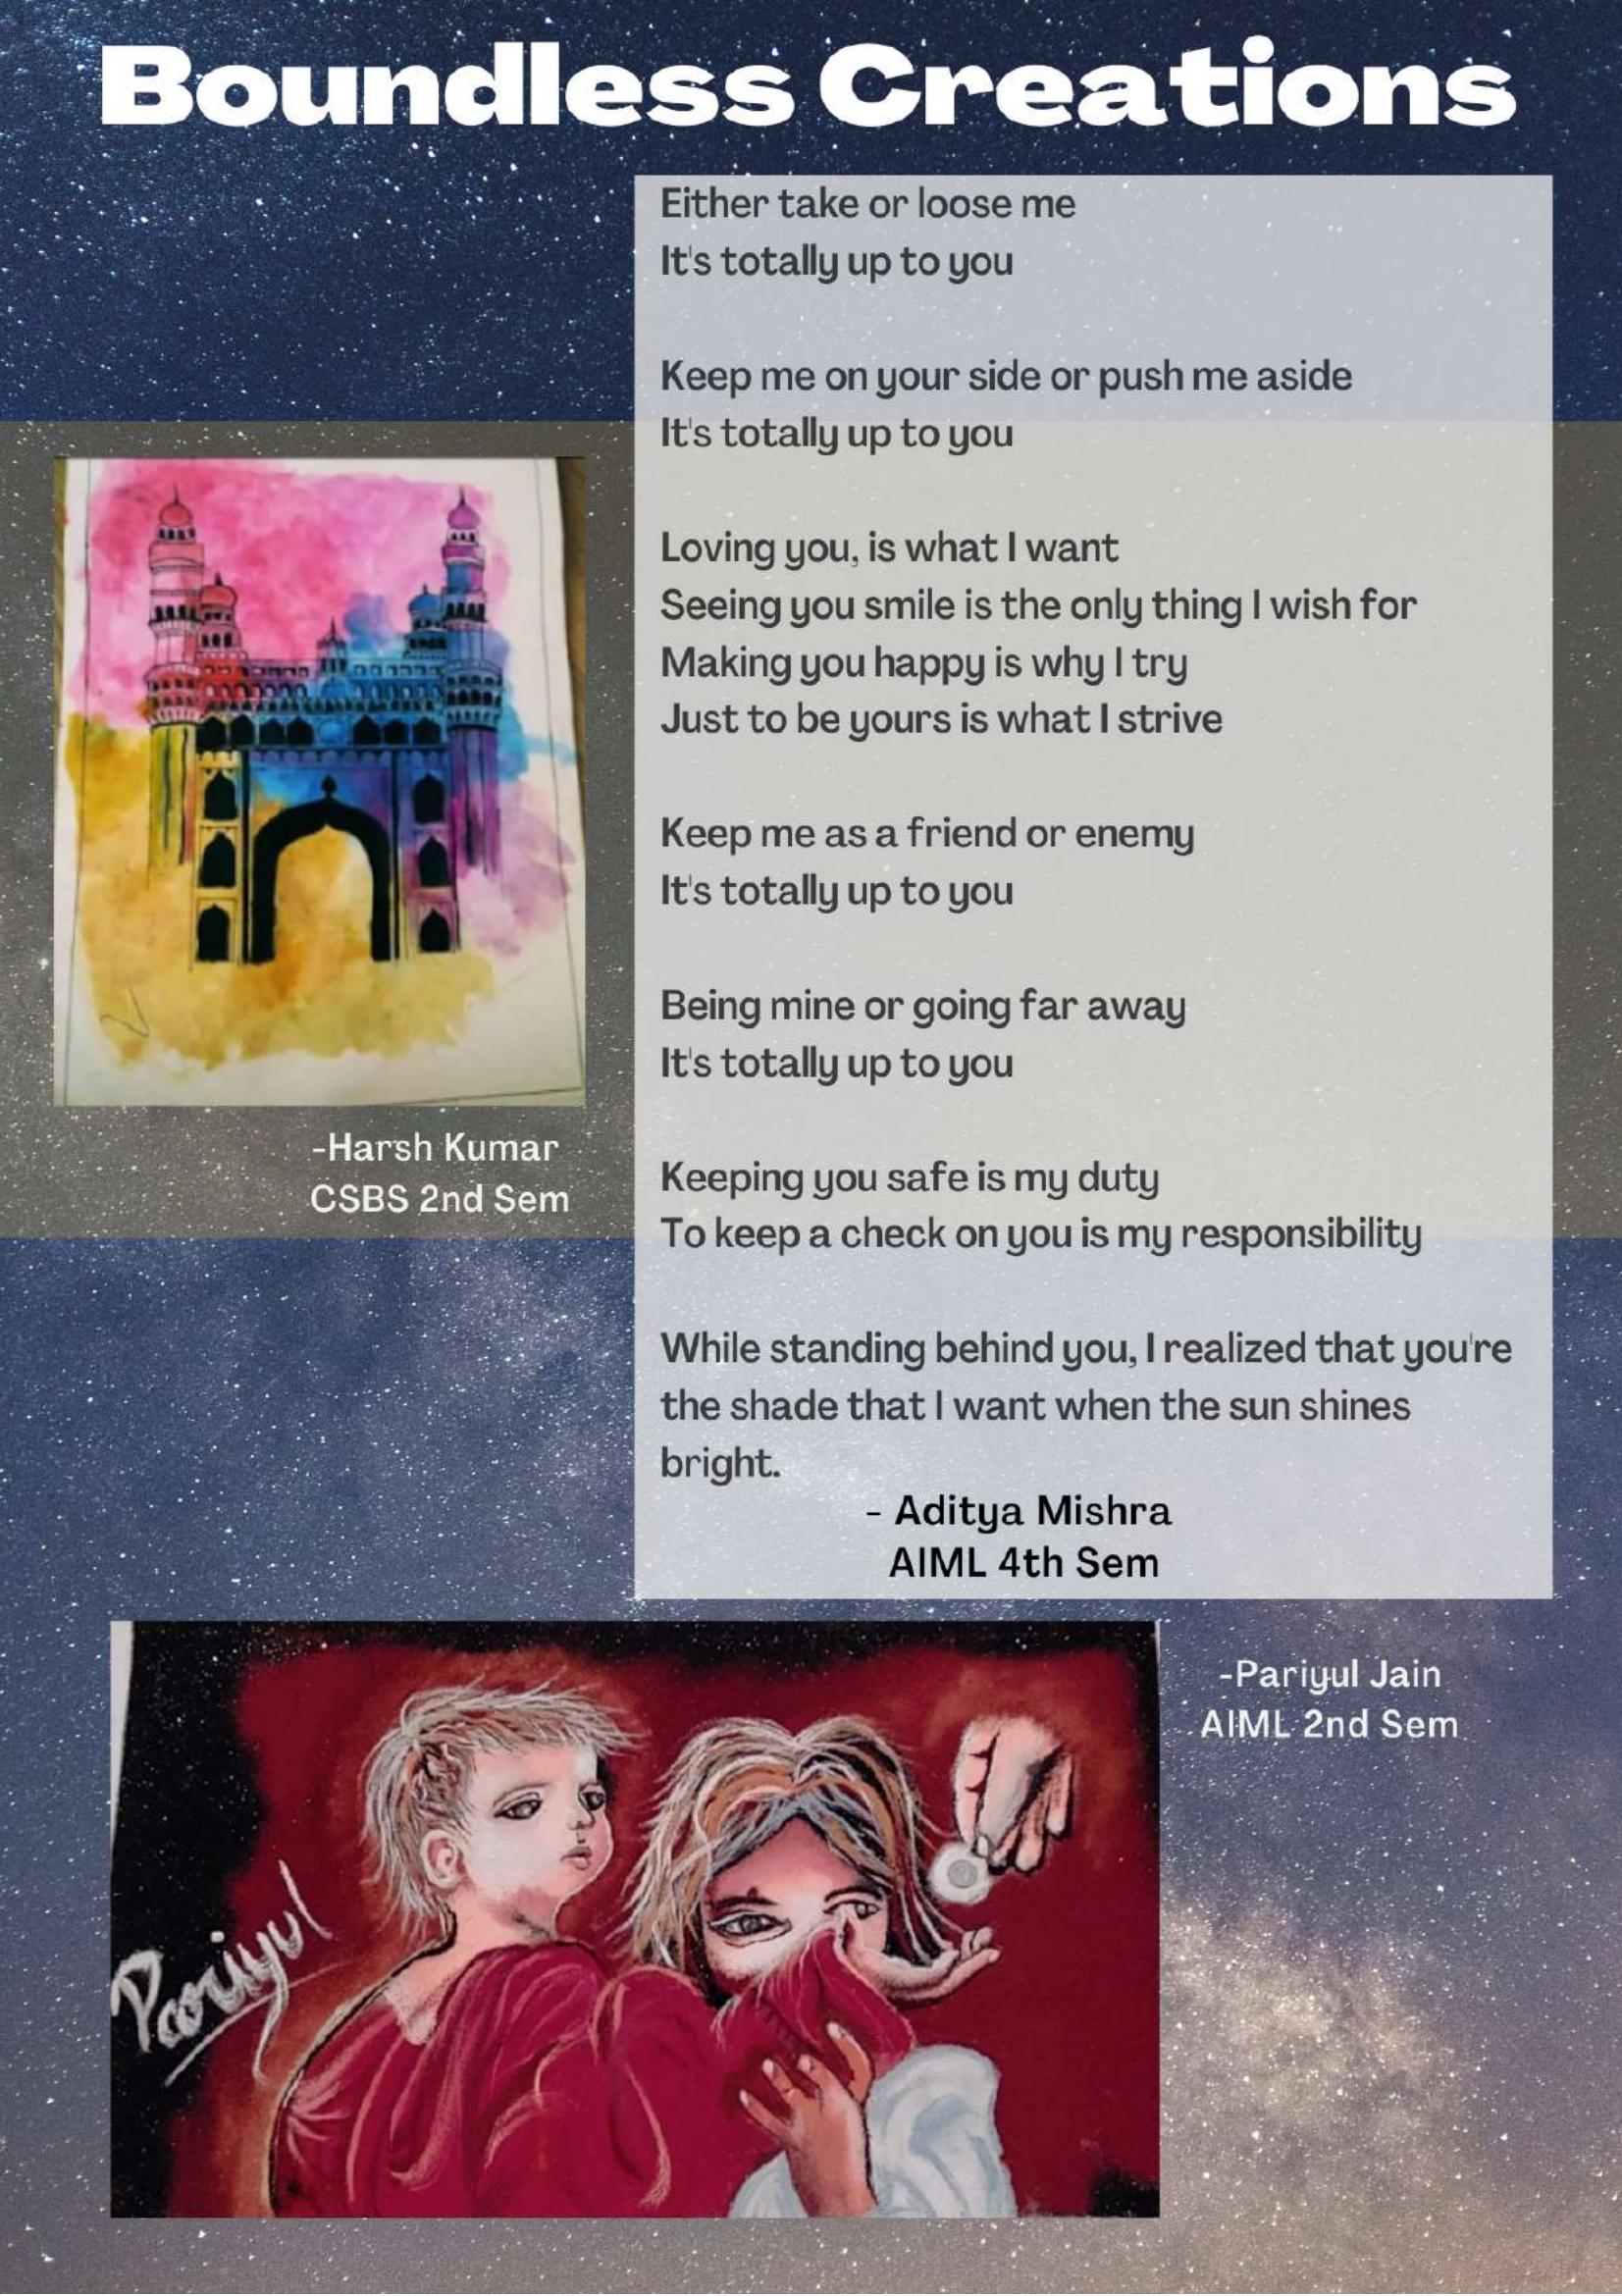 Boundless Creations
Either take or loose me
It's totally up to you
Keep me on your side or push me aside
It's totally up to you
Loving you, is what I want
Seeing you smile is the only thing I wish for
Making you happy is why I try
Just to be yours is what I strive
Keep me as a friend or enemy
It's totally up to you
Being mine or going far away
It's totally up to you
Keeping you safe is my duty
To keep a check on you is my responsibility
While standing behind you, I realized that you're
the shade that I want when the sun shines
bright.
- Aditya Mishra
AIML 4th Sem
-Harsh Kumar
CSBS 2nd Sem
-Pariyul Jain
AIML 2nd Sem
Pariyul